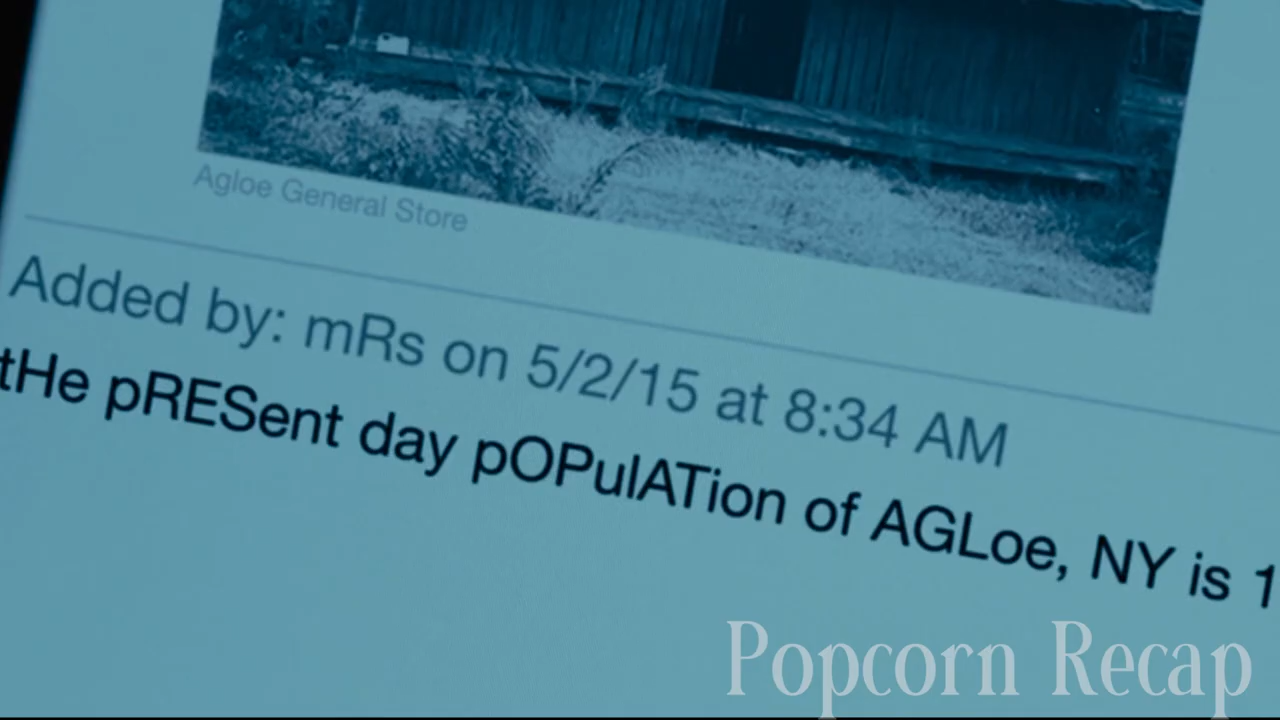 Agloe General Store
Added by: mRs on 5/2/15 at 8:34 AM
tHe pRESent day pOPulATion of AGLoe, NY is 1
Popcorn Recap